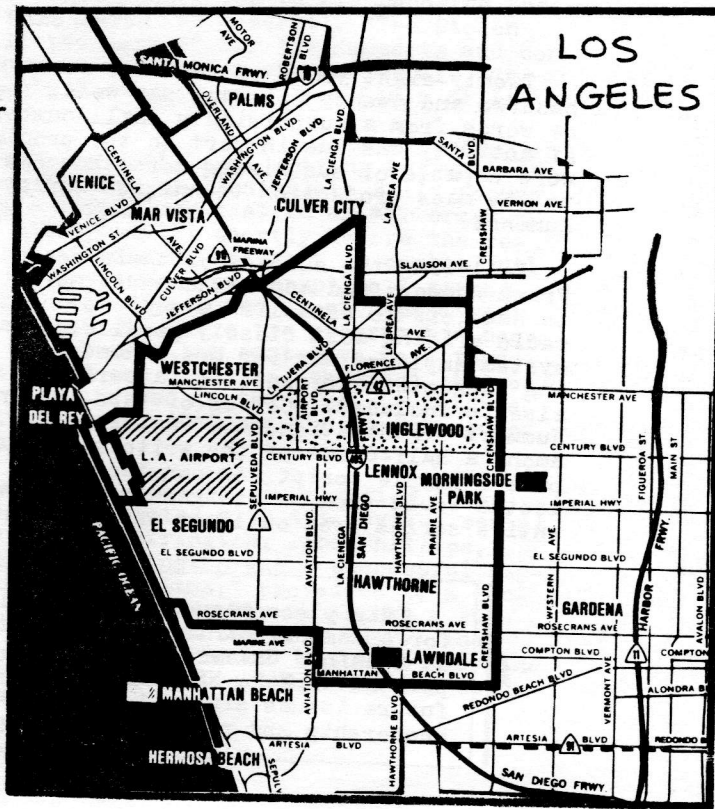 LOS
ANGELES
MOTOR
AVE
ROBERTSON
BLVD
SANTA MONICA FRWY.
10
PALMS
OVERLAND
AVE
WASHINGTON BLVD
JEFFERSON BLVD
LA CIENGA BLVD
LA BREA AVE
SANTA
BLVD.
BARBARA AVE
VERNON AVE.
CRENSHAW
CENTINELA
AVE
VENICE
VENICE BLVD
MAR VISTA
CULVER CITY
WASHINGTON ST
CULVER BLVD
MARINA
FREEWAY
90
SLAUSON AVE
LINCOLN BLVD
JEFFERSON BLVD
LA CIENGA BLVD.
CENTINELA
AVE
LA BREA AVE
WESTCHESTER
LA TIJERA BLVD
FLORENCE AVE
42
MANCHESTER AVE
MANCHESTER AVE
PLAYA
DEL REY
LINCOLN BLVD
AIRPORT
BLVD
FRWY.
INGLEWOOD
CRENSHAW BLVD
L.A. AIRPORT
SEPULVEDA BLVD
CENTURY BLVD
405
LENNOX
MORNINGSIDE
PARK
CENTURY BLVD
FIGUEROA ST
MAIN ST
IMPERIAL HWY
IMPERIAL HWY
EL SEGUNDO
1
AVIATION BLVD
LA CIENEGA
SAN DIEGO
HAWTHORNE BLVD
PRAIRIE AVE
WESTERN
AVE.
FRWY.
EL SEGUNDO BLVD
EL SEGUNDO BLVD
PACIFIC OCEAN
HAWTHORNE
CRENSHAW BLVD
GARDENA
HARBOR
AVALON BLVD
ROSECRANS AVE
ROSECRANS AVE
ROSECRANS AVE
MARINE AVE
LAWNDALE
COMPTON BLVD
11
COMPTON
MANHATTAN BEACH BLVD
MANHATTAN BEACH
AVIATION BLVD
REDONDO BEACH BLVD
VERMONT AVE
ALONDRA B
HERMOSA BEACH
ARTESIA BLVD
HAWTHORNE BLVD
ARTESIA
91
BLVD
REDONDO B
SEPULV
SAN DIEGO FRWY.